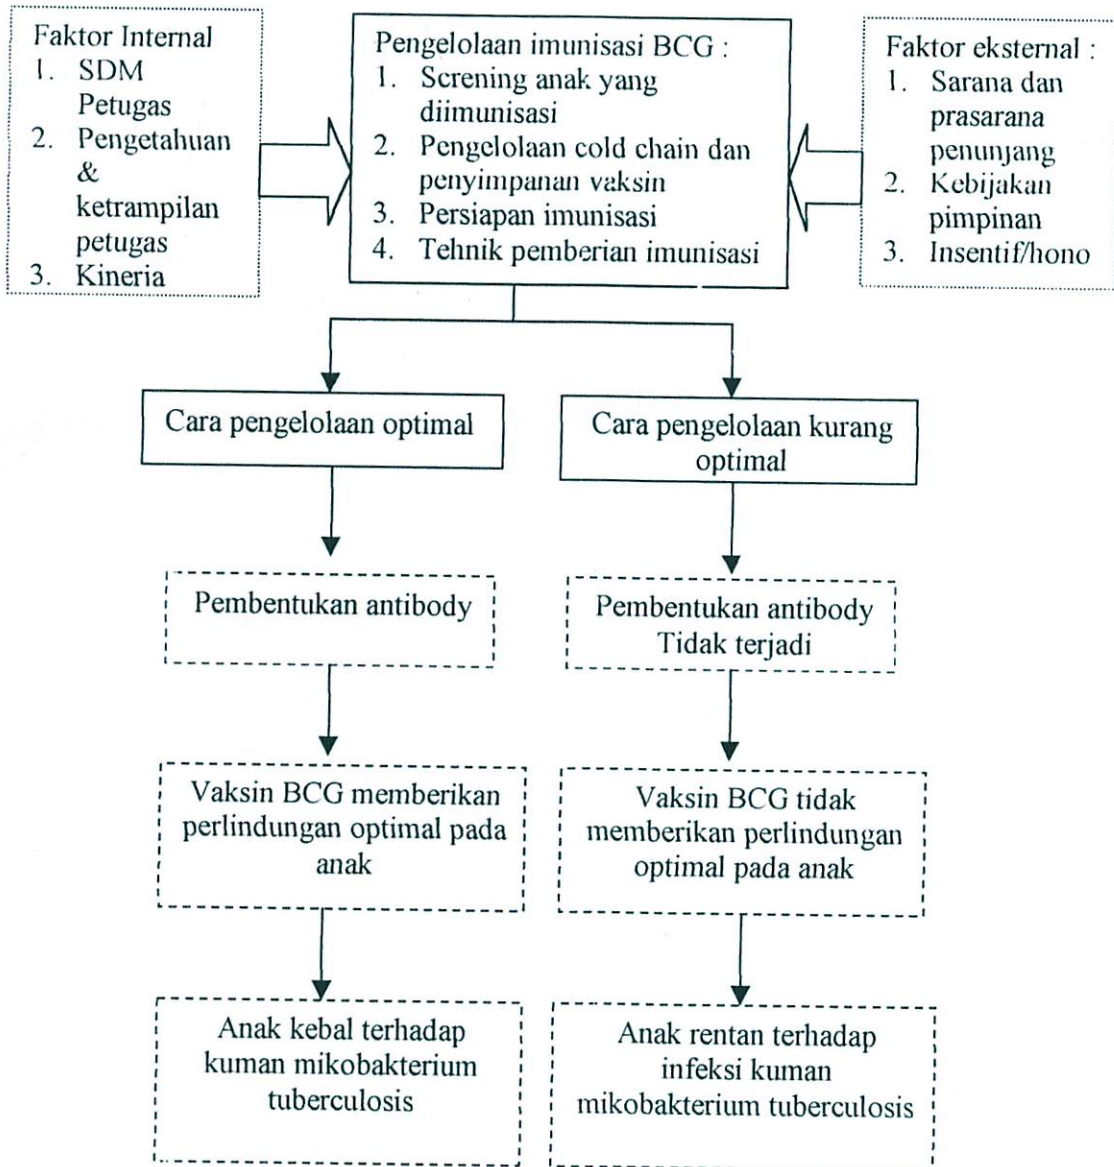 Faktor Internal
1. SDM
Petugas
2. Pengetahuan
&
ketrampilan
petugas
3. Kineria
Pengelolaan imunisasi BCG :
1. Screning anak yang
diimunisasi
2. Pengelolaan cold chain dan
penyimpanan vaksin
3. Persiapan imunisasi
4. Tehnik pemberian imunisasi
Faktor eksternal :
1. Sarana dan
prasarana
penunjang
2. Kebijakan
pimpinan
3. Insentif/hono
Cara pengelolaan optimal
Cara pengelolaan kurang
optimal
Pembentukan antibody
Pembentukan antibody
Tidak terjadi
Vaksin BCG memberikan
perlindungan optimal pada
anak
Vaksin BCG tidak
memberikan perlindungan
optimal pada anak
Anak kebal terhadap
kuman mikobakterium
tuberculosis
Anak rentan terhadap
infeksi kuman
mikobakterium tuberculosis